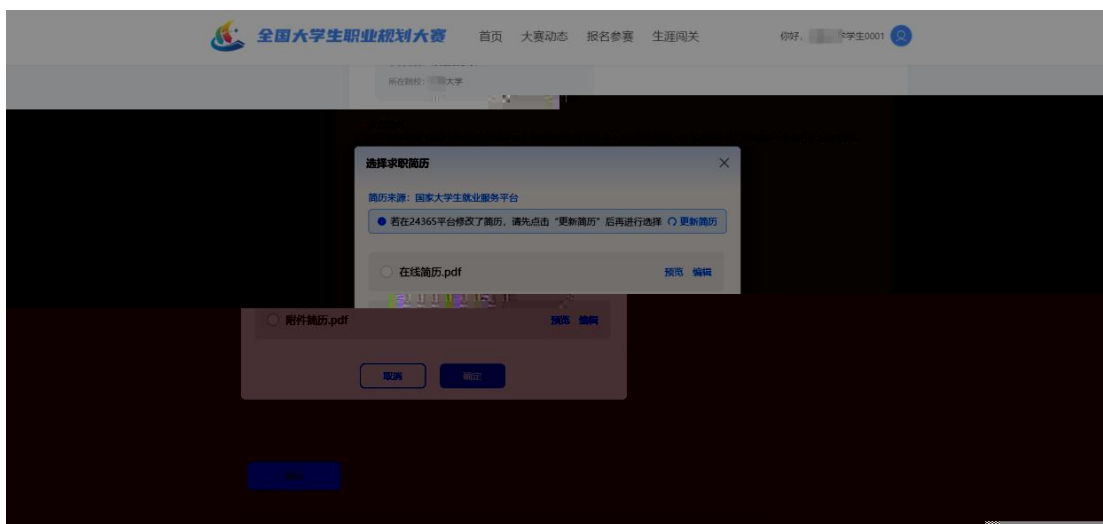 全国大学生职业规划大赛 首页 大赛动态 报名参赛 生涯闯关 你好, 学生0001
所在院校: 大学
选择求职简历
简历来源：国家大学生就业服务平台
若在24365平台修改了简历，请先点击“更新简历”后再进行选择 更新简历
在线简历.pdf 预览 编辑
附件简历.pdf 预览 编辑
取消 确定